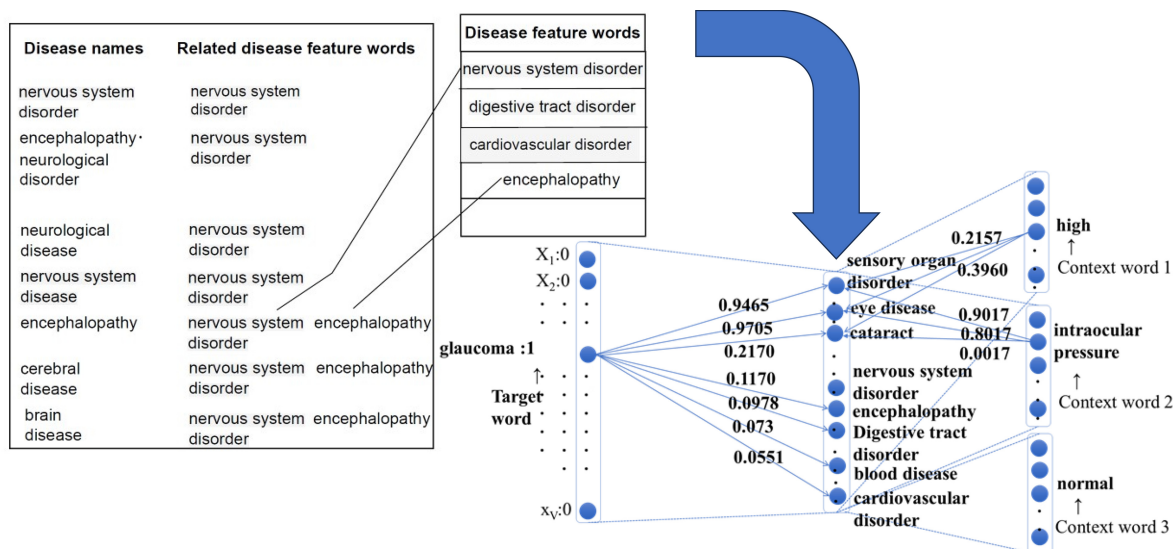 Disease names Related disease feature words
nervous system
disorder
nervous system
disorder
encephalopathy·
neurological
disorder
nervous system
disorder
neurological
disease
nervous system
disorder
nervous system
disease
nervous system
disorder
encephalopathy
nervous system encephalopathy
disorder
cerebral
disease
nervous system encephalopathy
disorder
brain
disease
nervous system encephalopathy
disorder
Disease feature words
nervous system disorder
digestive tract disorder
cardiovascular disorder
encephalopathy
X1:0
X2:0
glaucoma :1
↑
Target
word
xV:0
0.9465
0.9705
0.2170
0.1170
0.0978
0.073
0.0551
sensory organ
disorder
eye disease
cataract
nervous system
disorder
encephalopathy
Digestive tract
disorder
blood disease
cardiovascular
disorder
0.2157
0.3960
0.9017
0.8017
0.0017
high
↑
Context word 1
intraocular
pressure
↑
Context word 2
normal
↑
Context word 3